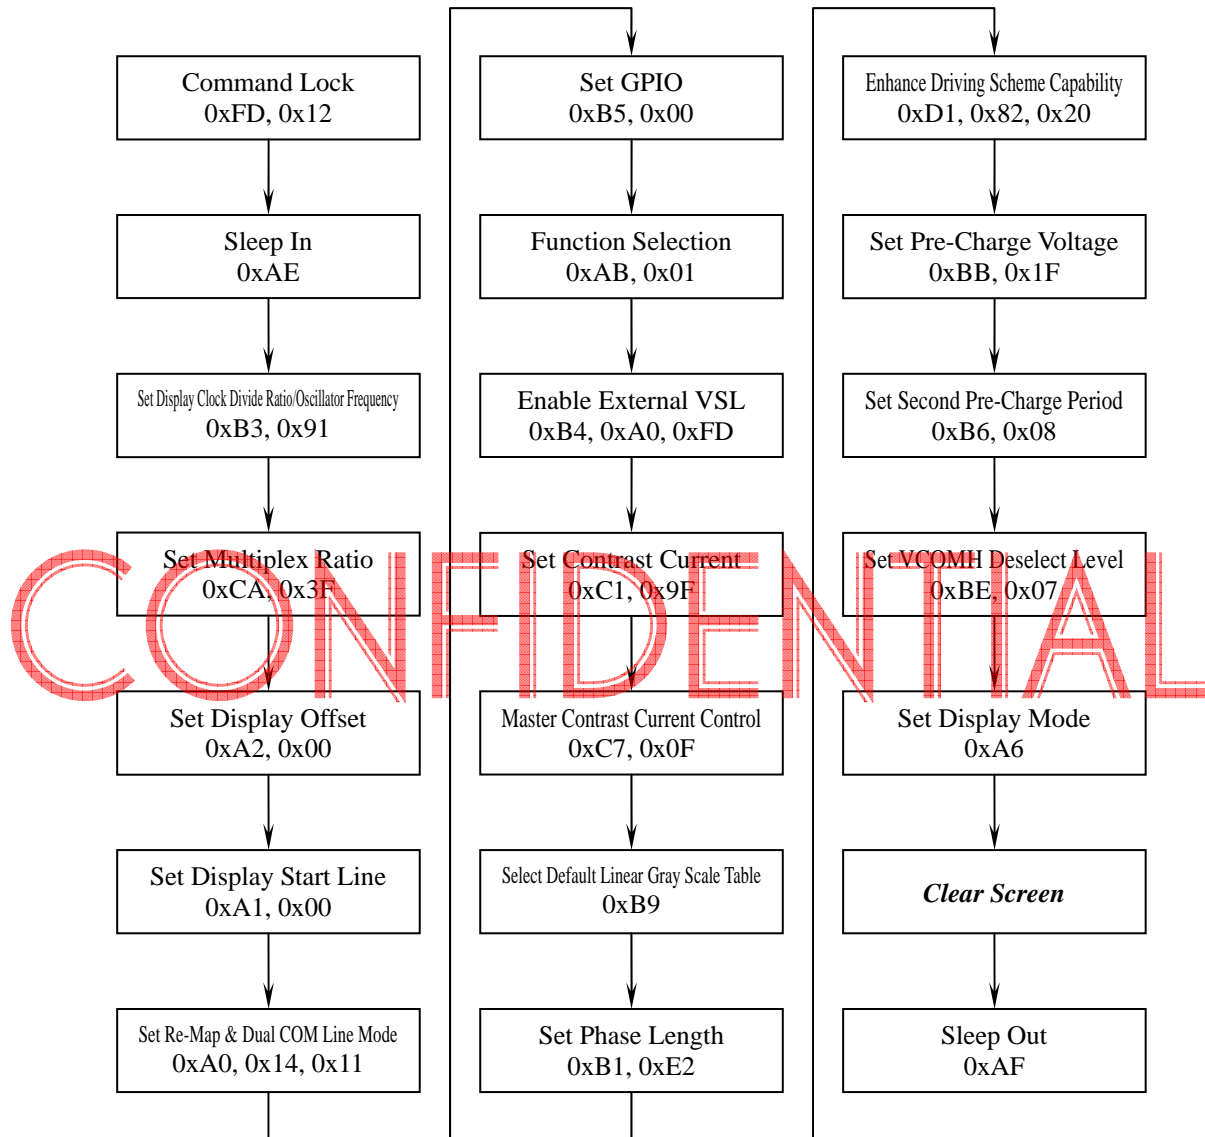 Command Lock
0xFD, 0x12
Sleep In
0xAE
Set Display Clock Divide Ratio/Oscillator Frequency
0xB3, 0x91
Set Multiplex Ratio
0xCA, 0x3F
Set Display Offset
0xA2, 0x00
Set Display Start Line
0xA1, 0x00
Set Re-Map & Dual COM Line Mode
0xA0, 0x14, 0x11
Set GPIO
0xB5, 0x00
Function Selection
0xAB, 0x01
Enable External VSL
0xB4, 0xA0, 0xFD
Set Contrast Current
0xC1, 0x9F
Master Contrast Current Control
0xC7, 0x0F
Select Default Linear Gray Scale Table
0xB9
Set Phase Length
0xB1, 0xE2
Enhance Driving Scheme Capability
0xD1, 0x82, 0x20
Set Pre-Charge Voltage
0xBB, 0x1F
Set Second Pre-Charge Period
0xB6, 0x08
Set VCOMH Deselect Level
0xBE, 0x07
Set Display Mode
0xA6
Clear Screen
Sleep Out
0xAF
CONFIDENTIAL